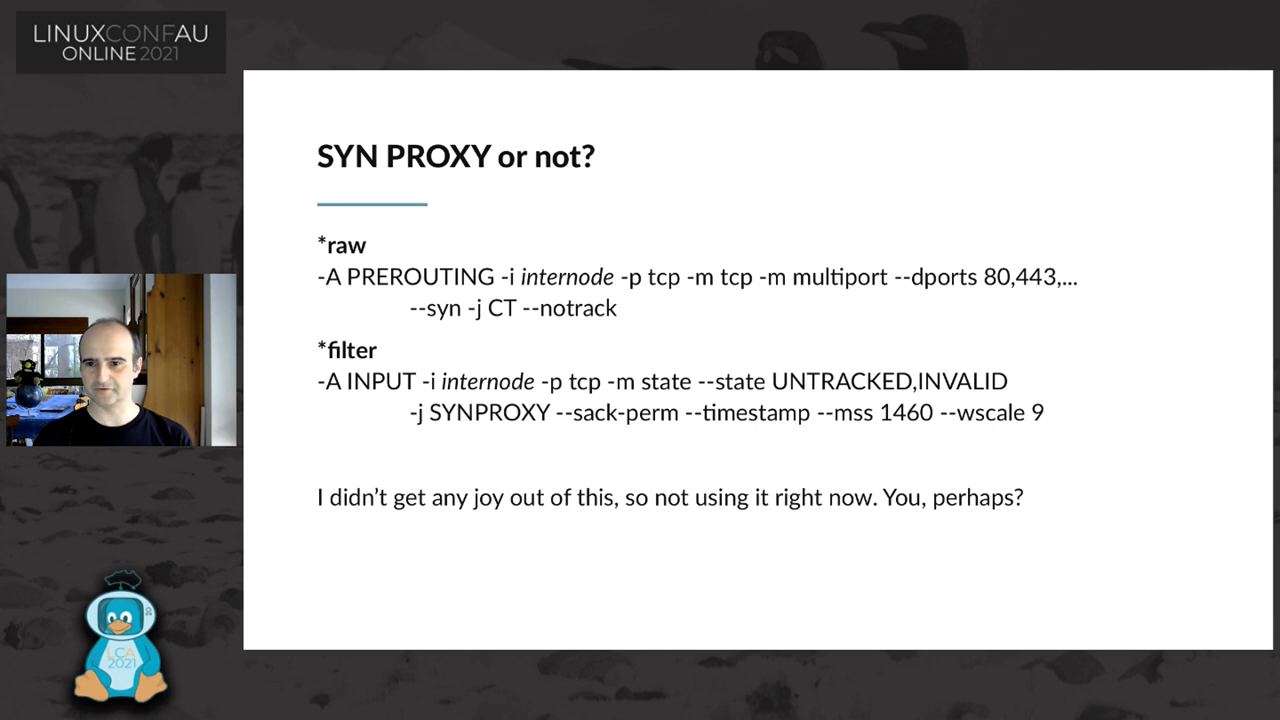 LINUXCONFAU
ONLINE 2021
SYN PROXY or not?
*raw
-A PREROUTING -i internode -p tcp -m tcp -m multiport --dports 80,443,...
--syn -j CT --notrack
*filter
-A INPUT -i internode -p tcp -m state --state UNTRACKED,INVALID
-j SYNPROXY --sack-perm --timestamp --mss 1460 --wscale 9
I didn’t get any joy out of this, so not using it right now. You, perhaps?
LCA
2021